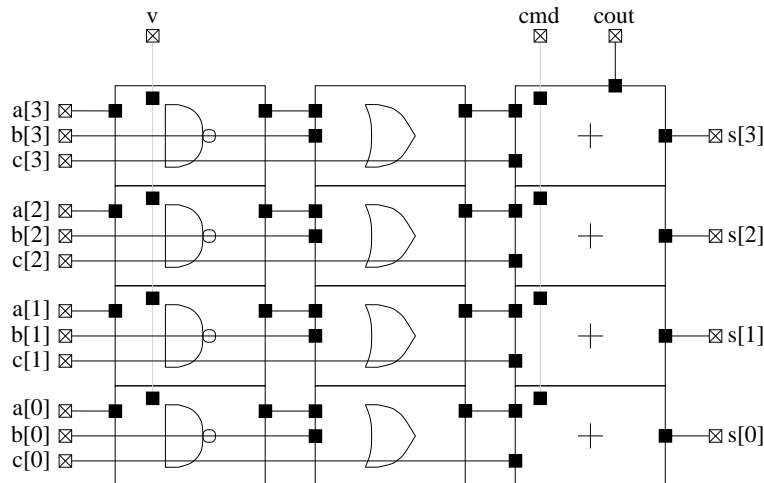 v cmd cout
a[3]
b[3] s[3]
c[3]
a[2]
b[2] s[2]
c[2]
a[1]
b[1] s[1]
c[1]
a[0]
b[0] s[0]
c[0]